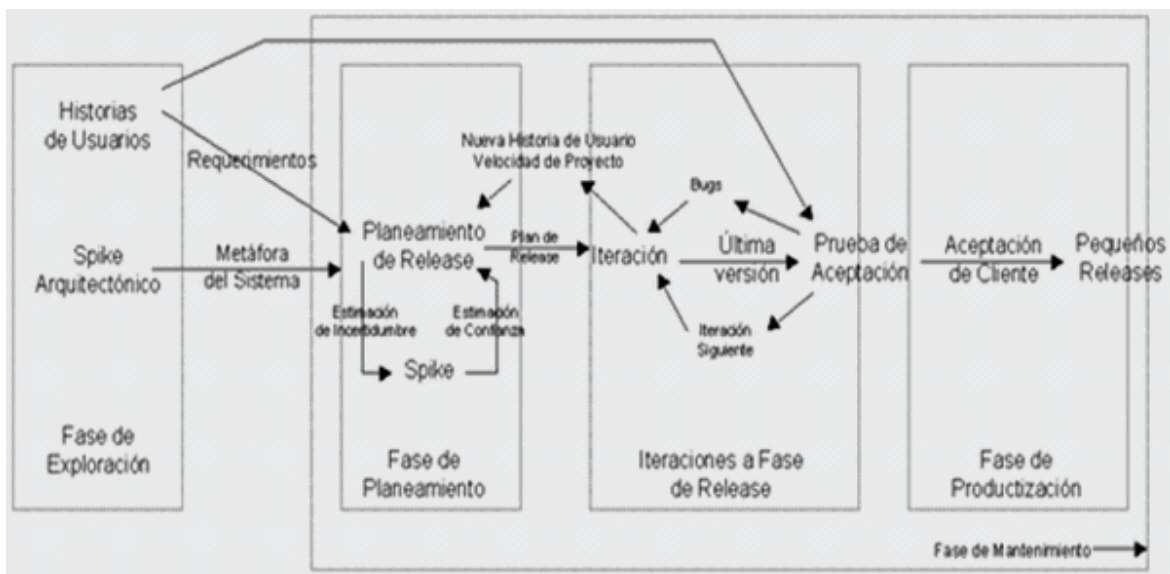 Historias
de Usuarios
Requerimientos
Spike
Arquitectónico
Metáfora
del Sistema
Fase de
Exploración
Nueva Historia de Usuario
Velocidad de Proyecto
Planeamiento
de Release
Plan de
Release
Estimación
de Incertidumbre
Estimación
de Confianza
Spike
Fase de
Planeamiento
Bugs
Iteración
Última
versión
Prueba de
Aceptación
Iteración
Siguiente
Iteraciones a Fase
de Release
Aceptación
de Cliente
Pequeños
Releases
Fase de
Productización
Fase de Mantenimiento